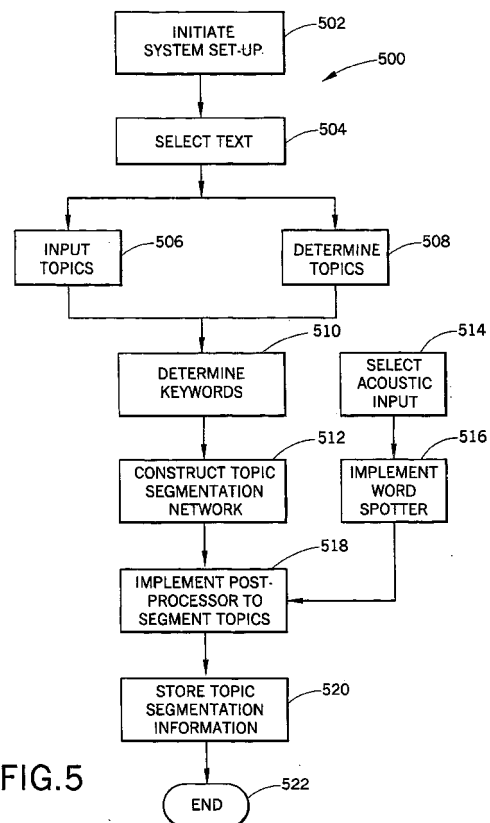 INITIATE
SYSTEM SET-UP
502
500
SELECT TEXT
504
INPUT
TOPICS
506
DETERMINE
TOPICS
508
DETERMINE
KEYWORDS
510
SELECT
ACOUSTIC
INPUT
514
CONSTRUCT TOPIC
SEGMENTATION
NETWORK
512
IMPLEMENT
WORD
SPOTTER
516
IMPLEMENT POST-
PROCESSOR TO
SEGMENT TOPICS
518
STORE TOPIC
SEGMENTATION
INFORMATION
520
FIG.5
END
522